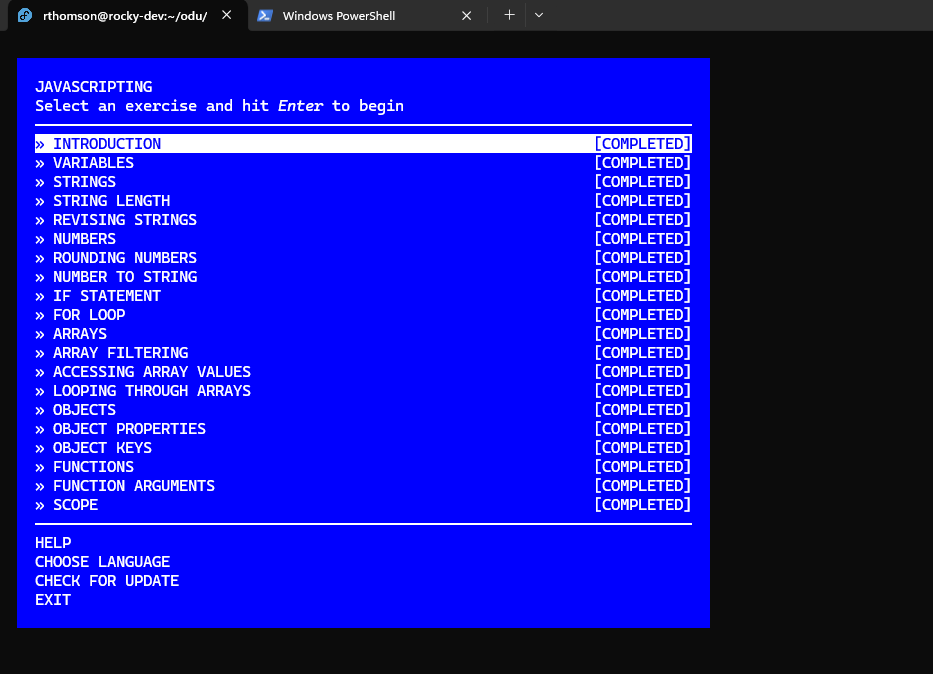 rthomson@rocky-dev:~/odu/ Windows PowerShell
JAVASCRIPTING
Select an exercise and hit Enter to begin
» INTRODUCTION [COMPLETED]
» VARIABLES [COMPLETED]
» STRINGS [COMPLETED]
» STRING LENGTH [COMPLETED]
» REVISING STRINGS [COMPLETED]
» NUMBERS [COMPLETED]
» ROUNDING NUMBERS [COMPLETED]
» NUMBER TO STRING [COMPLETED]
» IF STATEMENT [COMPLETED]
» FOR LOOP [COMPLETED]
» ARRAYS [COMPLETED]
» ARRAY FILTERING [COMPLETED]
» ACCESSING ARRAY VALUES [COMPLETED]
» LOOPING THROUGH ARRAYS [COMPLETED]
» OBJECTS [COMPLETED]
» OBJECT PROPERTIES [COMPLETED]
» OBJECT KEYS [COMPLETED]
» FUNCTIONS [COMPLETED]
» FUNCTION ARGUMENTS [COMPLETED]
» SCOPE [COMPLETED]
HELP
CHOOSE LANGUAGE
CHECK FOR UPDATE
EXIT